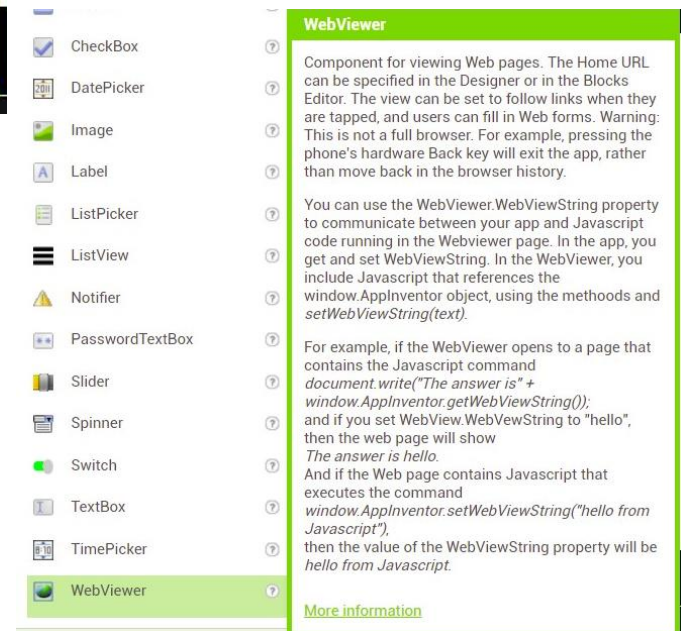 CheckBox
DatePicker
Image
Label
ListPicker
ListView
Notifier
PasswordTextBox
Slider
Spinner
Switch
TextBox
TimePicker
WebViewer
WebViewer
Component for viewing Web pages. The Home URL
can be specified in the Designer or in the Blocks
Editor. The view can be set to follow links when they
are tapped, and users can fill in Web forms. Warning:
This is not a full browser. For example, pressing the
phone's hardware Back key will exit the app, rather
than move back in the browser history.
You can use the WebViewer.WebViewString property
to communicate between your app and Javascript
code running in the Webviewer page. In the app, you
get and set WebViewString. In the WebViewer, you
include Javascript that references the
window.AppInventor object, using the methoods and
setWebViewString(text).
For example, if the WebViewer opens to a page that
contains the Javascript command
document.write("The answer is" +
window.AppInventor.getWebViewString());
and if you set WebView.WebVewString to "hello",
then the web page will show
The answer is hello.
And if the Web page contains Javascript that
executes the command
window.AppInventor.setWebViewString("hello from
Javascript"),
then the value of the WebViewString property will be
hello from Javascript.
More information